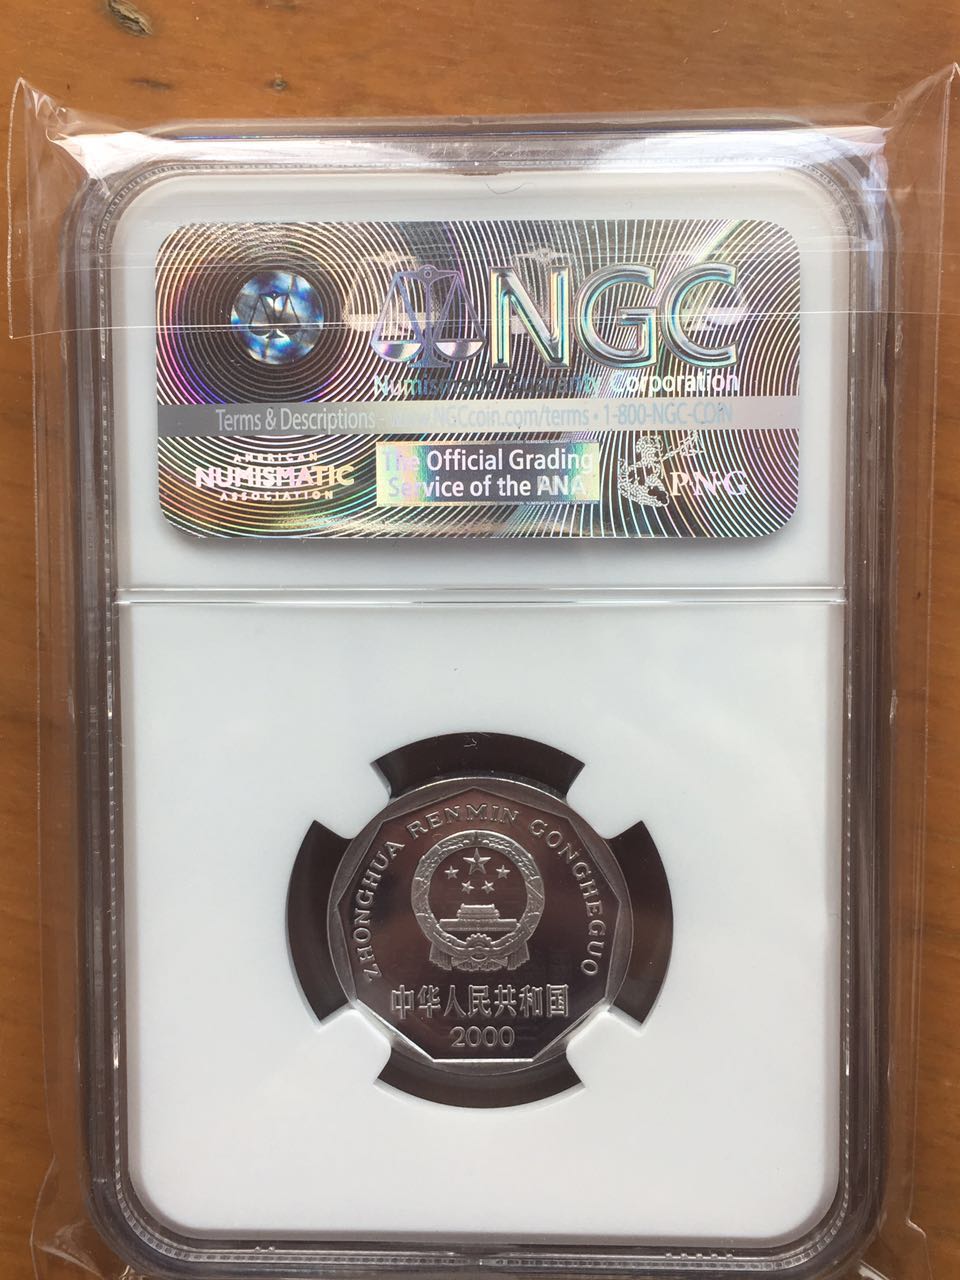 NGC
Numismatic Guaranty Corporation
Terms & Descriptions - www.NGCcoin.com/terms • 1-800-NGC-COIN
AMERICAN
NUMISMATIC
ASSOCIATION
The Official Grading
Service of the ANA
PNG
ZHONGHUA RENMIN GONGHEGUO
中华人民共和国
2000